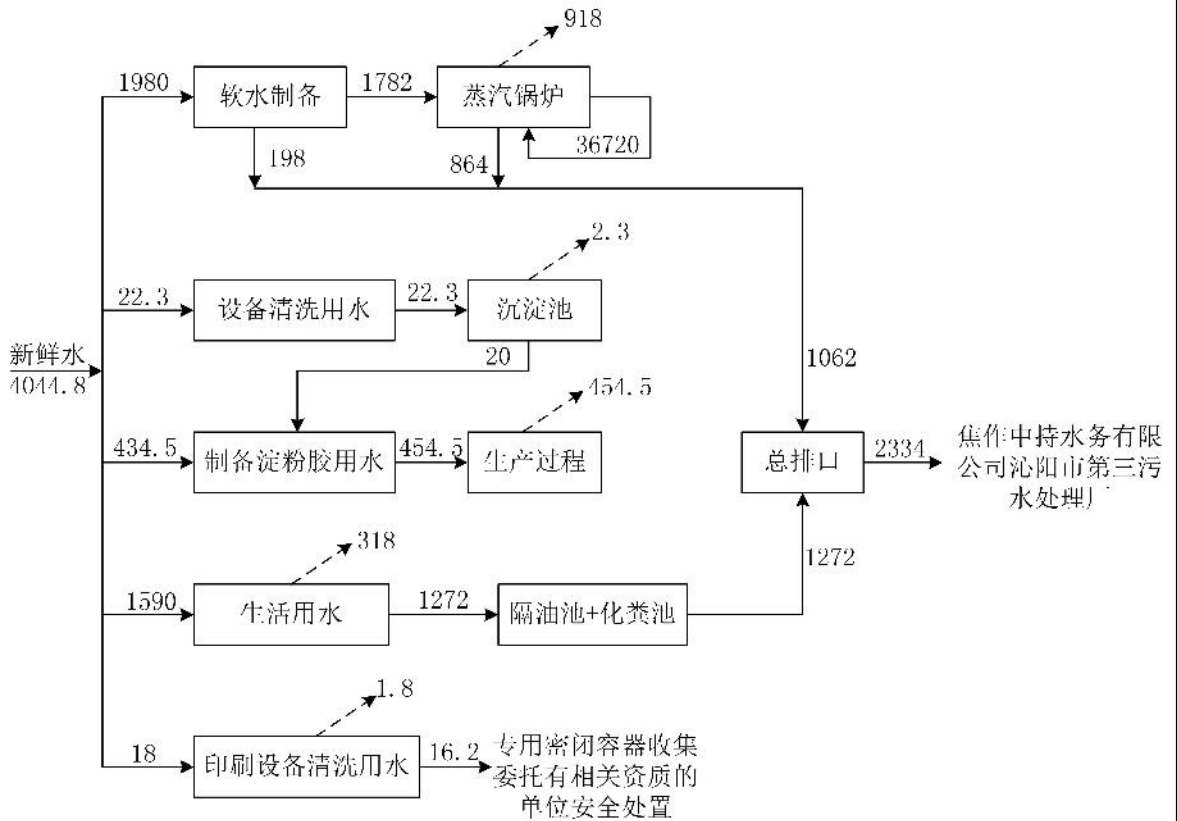 918
1980
软水制备
1782
蒸汽锅炉
36720
198
864
2.3
22.3
设备清洗用水
22.3
沉淀池
新鲜水
4044.8
20
1062
454.5
434.5
制备淀粉胶用水
454.5
生产过程
总排口
2334
焦作中持水务有限
公司沁阳市第三污
水处理厂
318
1272
1590
生活用水
1272
隔油池+化粪池
1.8
18
印刷设备清洗用水
16.2
专用密闭容器收集
委托有相关资质的
单位安全处置